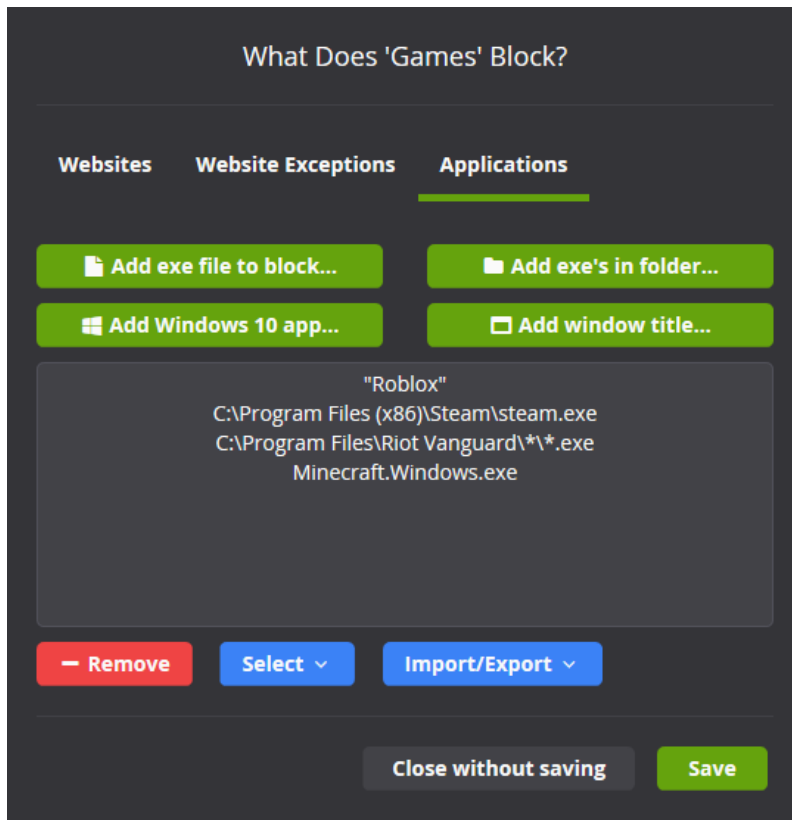 What Does 'Games' Block?
Websites Website Exceptions Applications
Add exe file to block... Add exe's in folder...
Add Windows 10 app... Add window title...
"Roblox"
C:\Program Files (x86)\Steam\steam.exe
C:\Program Files\Riot Vanguard\*\*.exe
Minecraft.Windows.exe
Remove Select Import/Export
Close without saving Save